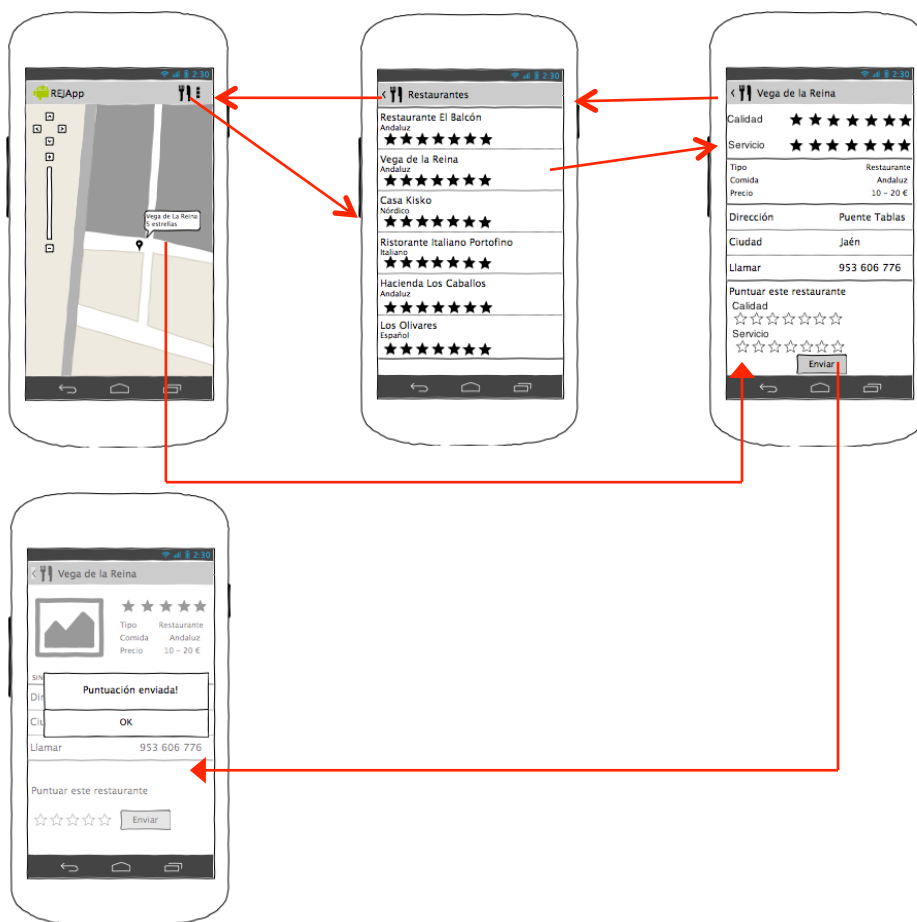 2:30
REJApp
Vega de La Reina
5 estrellas
2:30
Restaurantes
Restaurante El Balcón
Andaluz
Vega de la Reina
Andaluz
Casa Kisko
Nórdico
Ristorante Italiano Portofino
Italiano
Hacienda Los Caballos
Andaluz
Los Olivares
Español
2:30
Vega de la Reina
Calidad
Servicio
Tipo Restaurante
Comida Andaluz
Precio 10 – 20 €
Dirección Puente Tablas
Ciudad Jaén
Llamar 953 606 776
Puntuar este restaurante
Calidad
Servicio
Enviar
2:30
Vega de la Reina
Tipo Restaurante
Comida Andaluz
Precio 10 – 20 €
SIN
Puntuación enviada!
Dir
Ciu
OK
Llamar 953 606 776
Puntuar este restaurante
Enviar